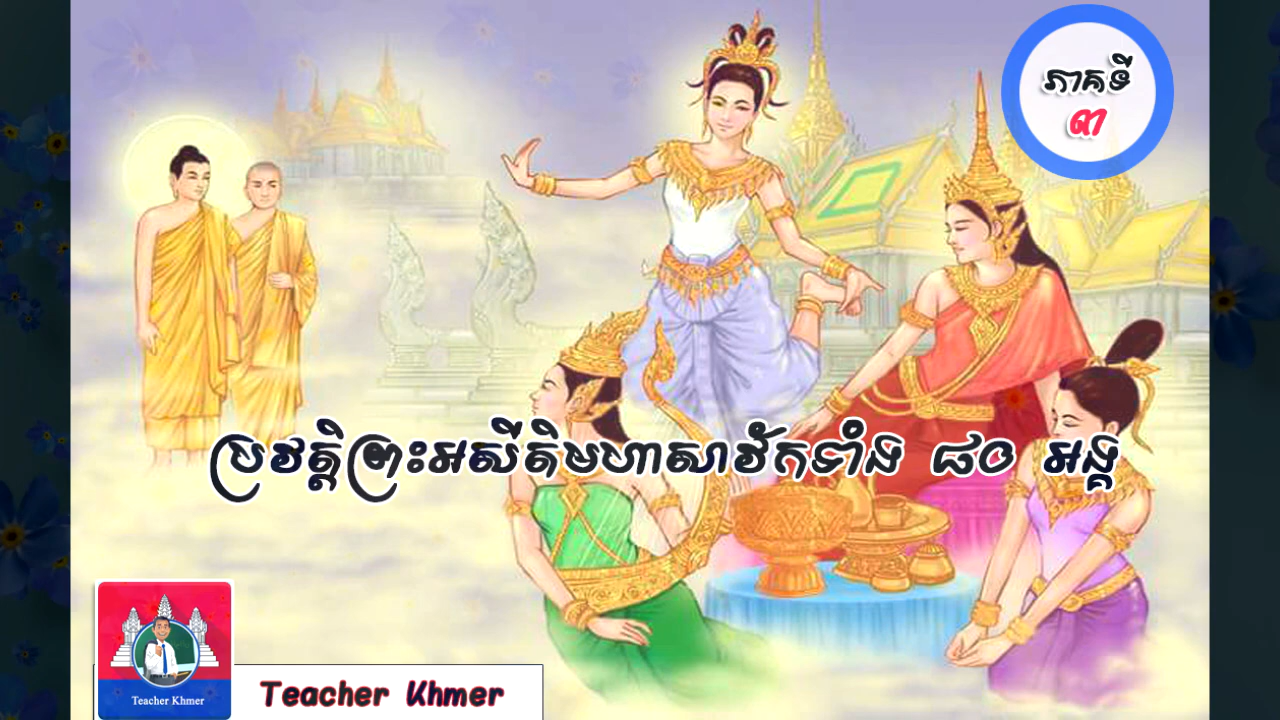 ភាគទី
៣
ប្រវត្តិព្រះអសីតិមហាសាវ័កទាំង ៨០ អង្គ
Teacher Khmer
Teacher Khmer